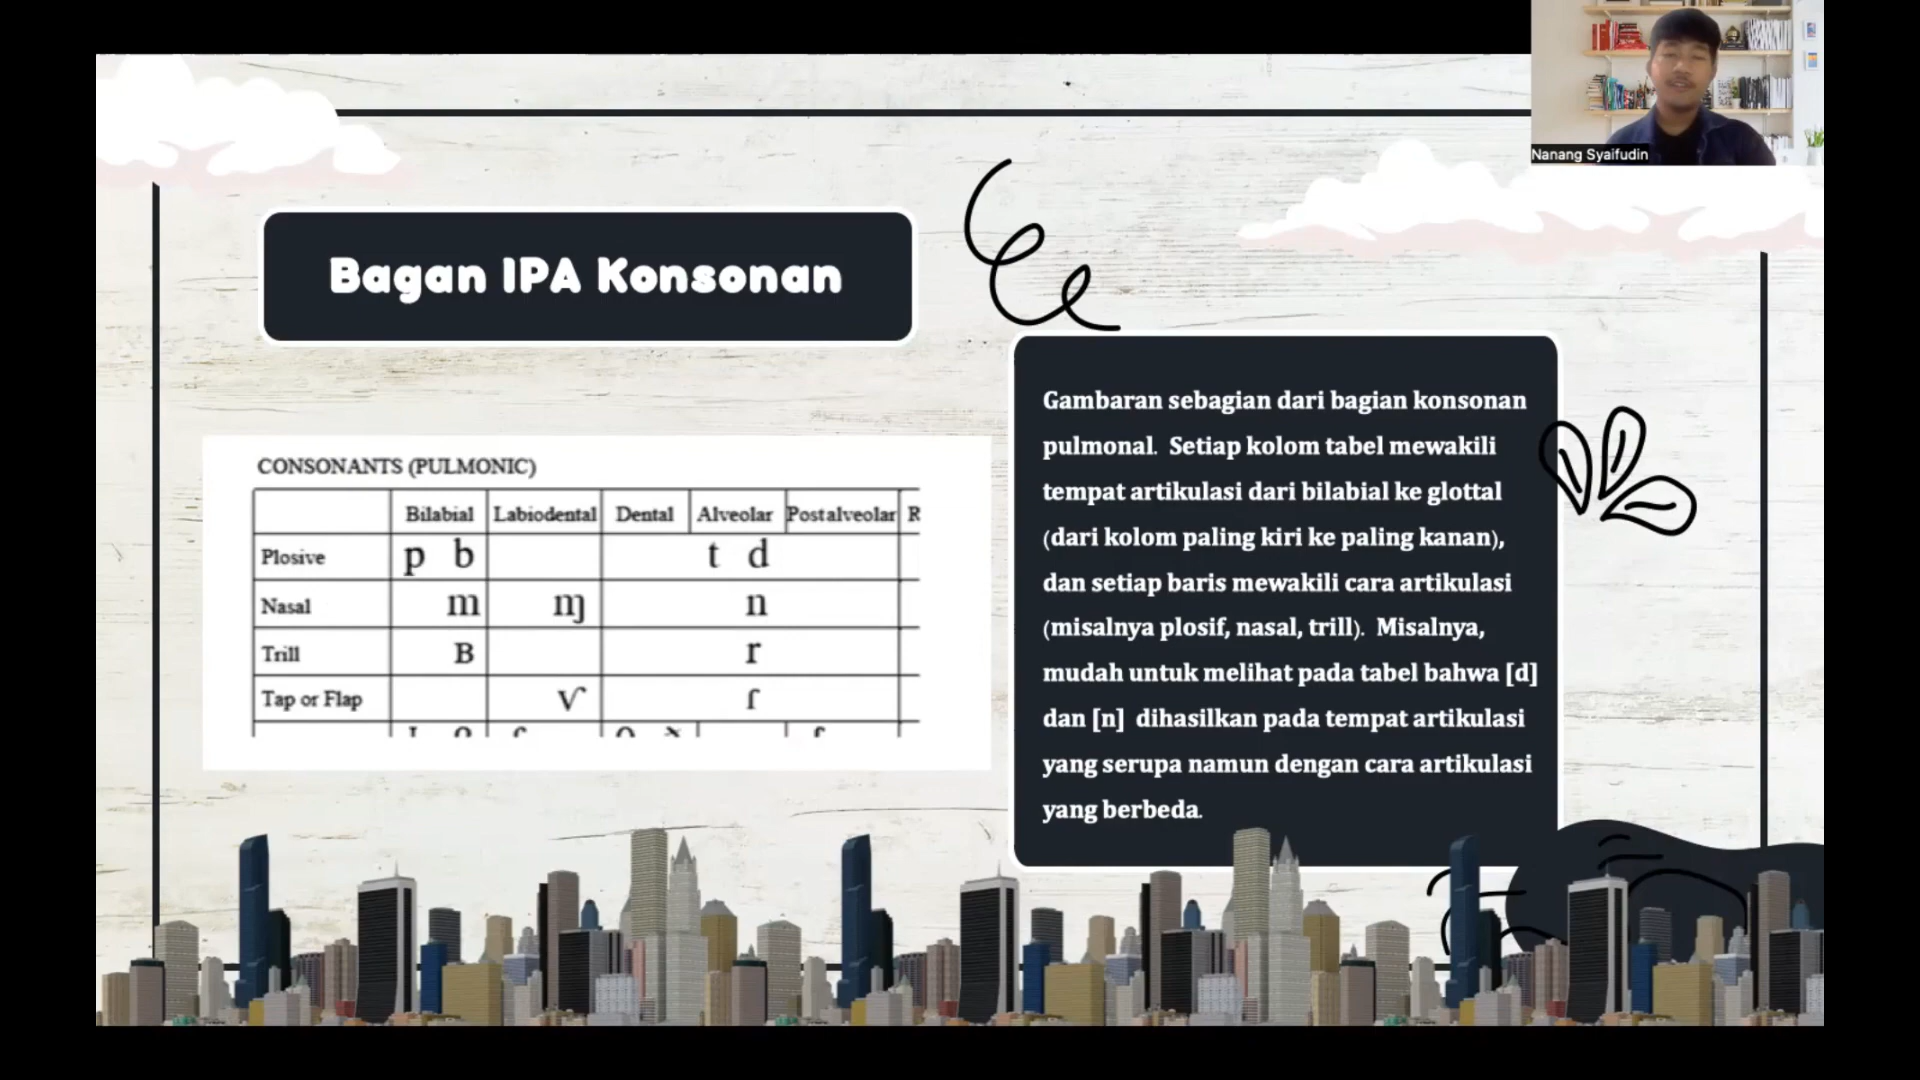 Nanang Syaifudin
Bagan IPA Konsonan
CONSONANTS (PULMONIC)
Bilabial Labiodental Dental Alveolar Postalveolar R
Plosive p b t d
Nasal m ɱ n
Trill ʙ r
Tap or Flap ⱱ ɾ
Gambaran sebagian dari bagian konsonan
pulmonal. Setiap kolom tabel mewakili
tempat artikulasi dari bilabial ke glottal
(dari kolom paling kiri ke paling kanan),
dan setiap baris mewakili cara artikulasi
(misalnya plosif, nasal, trill). Misalnya,
mudah untuk melihat pada tabel bahwa [d]
dan [n] dihasilkan pada tempat artikulasi
yang serupa namun dengan cara artikulasi
yang berbeda.